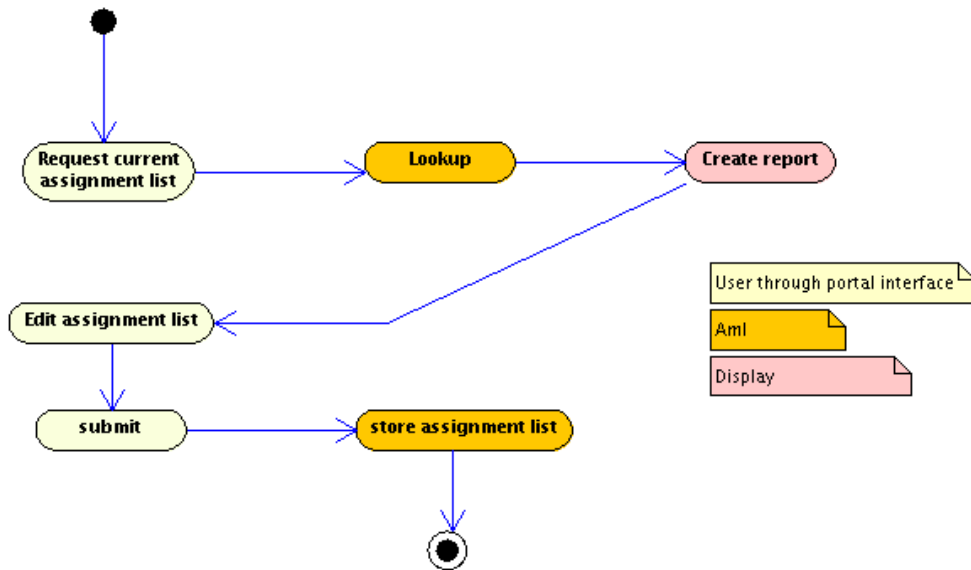 Request current
assignment list
Lookup
Create report
User through portal interface
Edit assignment list
AmI
Display
submit
store assignment list